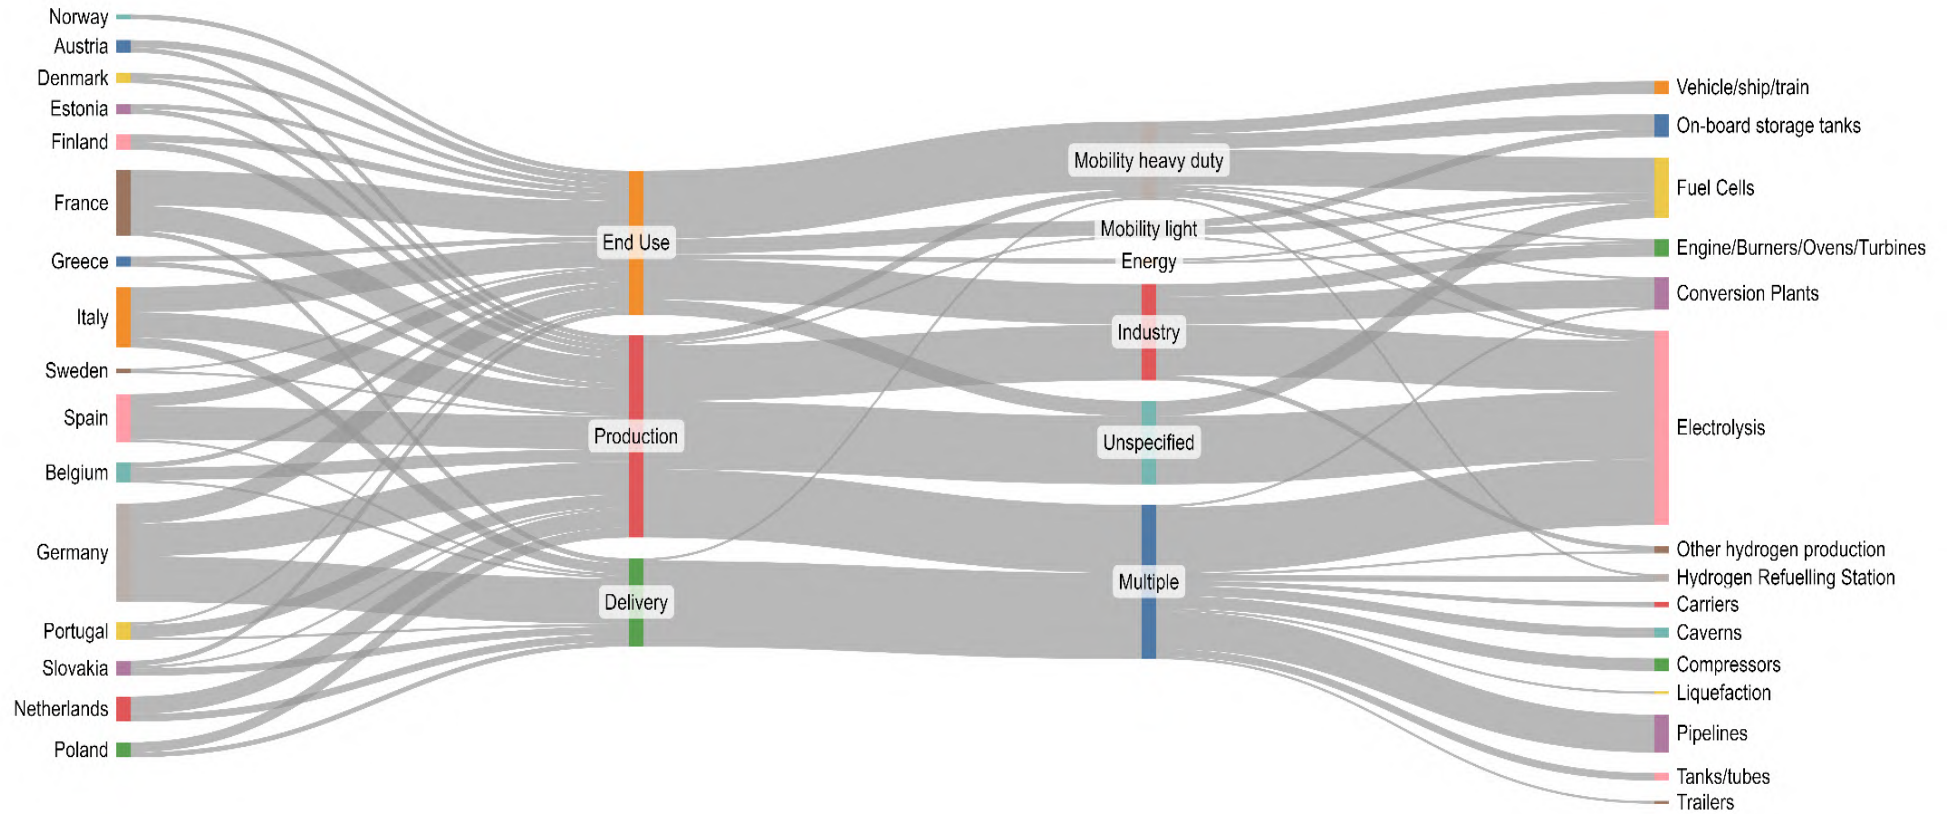 Norway
Austria
Denmark
Estonia
Finland
France
Greece
Italy
Sweden
Spain
Belgium
Germany
Portugal
Slovakia
Netherlands
Poland
End Use
Production
Delivery
Mobility heavy duty
Mobility light
Energy
Industry
Unspecified
Multiple
Vehicle/ship/train
On-board storage tanks
Fuel Cells
Engine/Burners/Ovens/Turbines
Conversion Plants
Electrolysis
Other hydrogen production
Hydrogen Refuelling Station
Carriers
Caverns
Compressors
Liquefaction
Pipelines
Tanks/tubes
Trailers